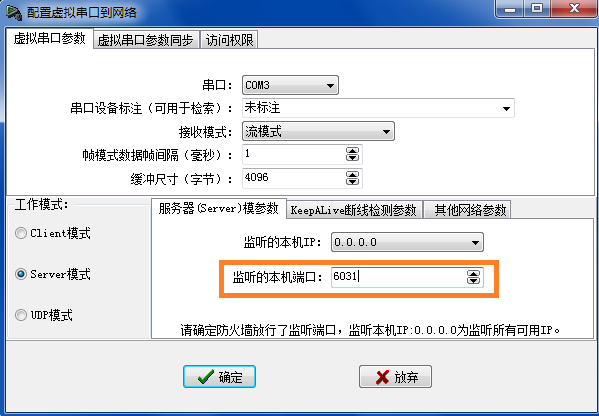 配置虚拟串口到网络
虚拟串口参数 虚拟串口参数同步 访问权限
串口： COM3
串口设备标注（可用于检索）： 未标注
接收模式： 流模式
帧模式数据帧间隔（毫秒）： 1
缓冲尺寸（字节）： 4096
工作模式：
Client模式
Server模式
UDP模式
服务器(Server)模参数 KeepALive断线检测参数 其他网络参数
监听的本机IP： 0.0.0.0
监听的本机端口： 6031
请确定防火墙放行了监听端口，监听本机IP:0.0.0.0为监听所有可用IP。
确定 放弃